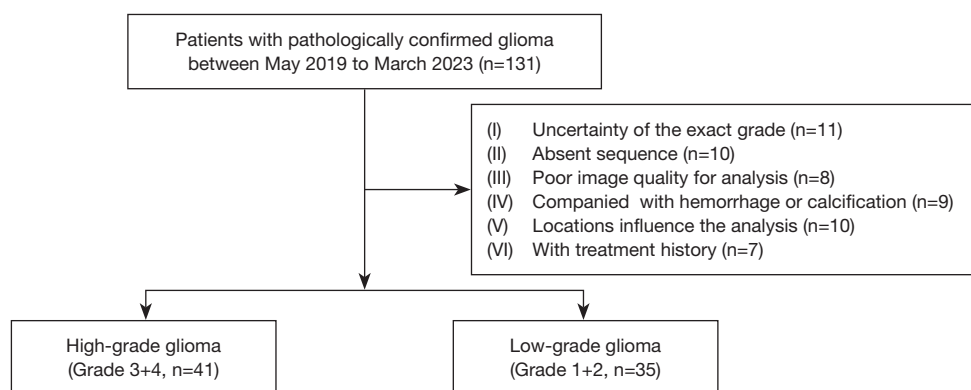 Patients with pathologically confirmed glioma
between May 2019 to March 2023 (n=131)
(I) Uncertainty of the exact grade (n=11)
(II) Absent sequence (n=10)
(III) Poor image quality for analysis (n=8)
(IV) Companied with hemorrhage or calcification (n=9)
(V) Locations influence the analysis (n=10)
(VI) With treatment history (n=7)
High-grade glioma
(Grade 3+4, n=41)
Low-grade glioma
(Grade 1+2, n=35)